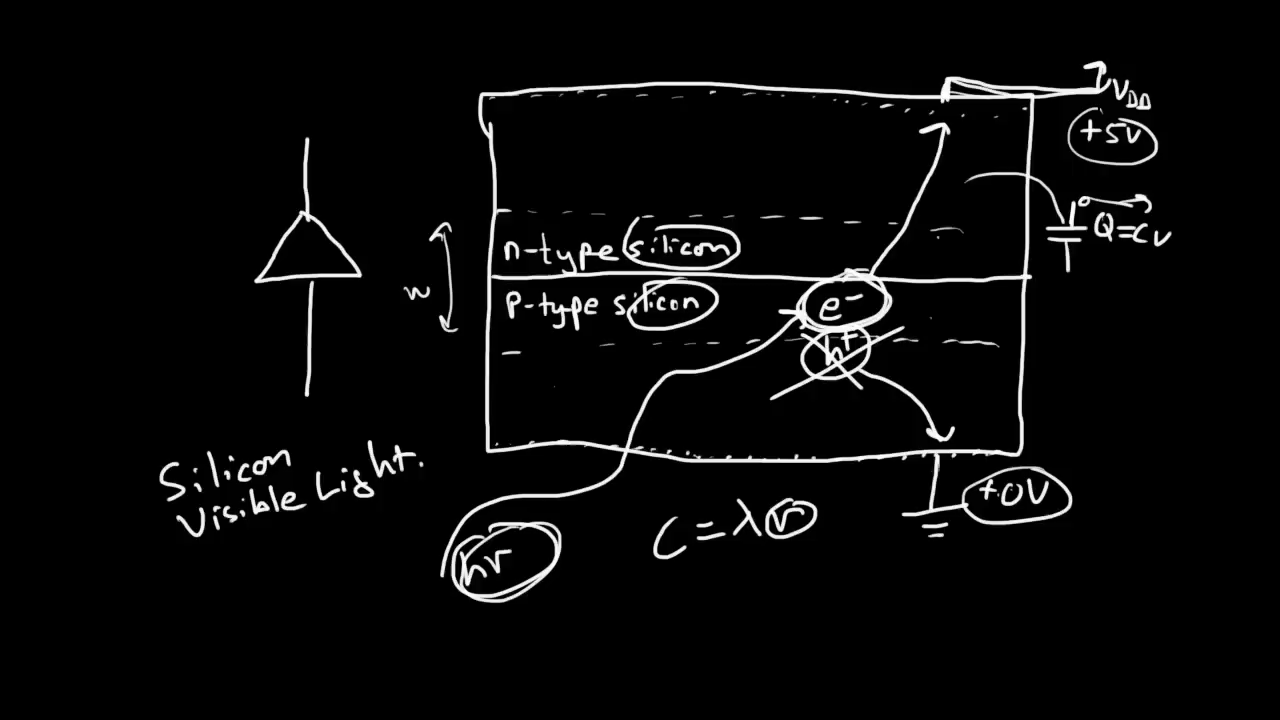 VDD
+5V
Q=CV
n-type silicon
w
P-type silicon
e-
h+
Silicon
Visible Light.
+0V
C=λν
hν